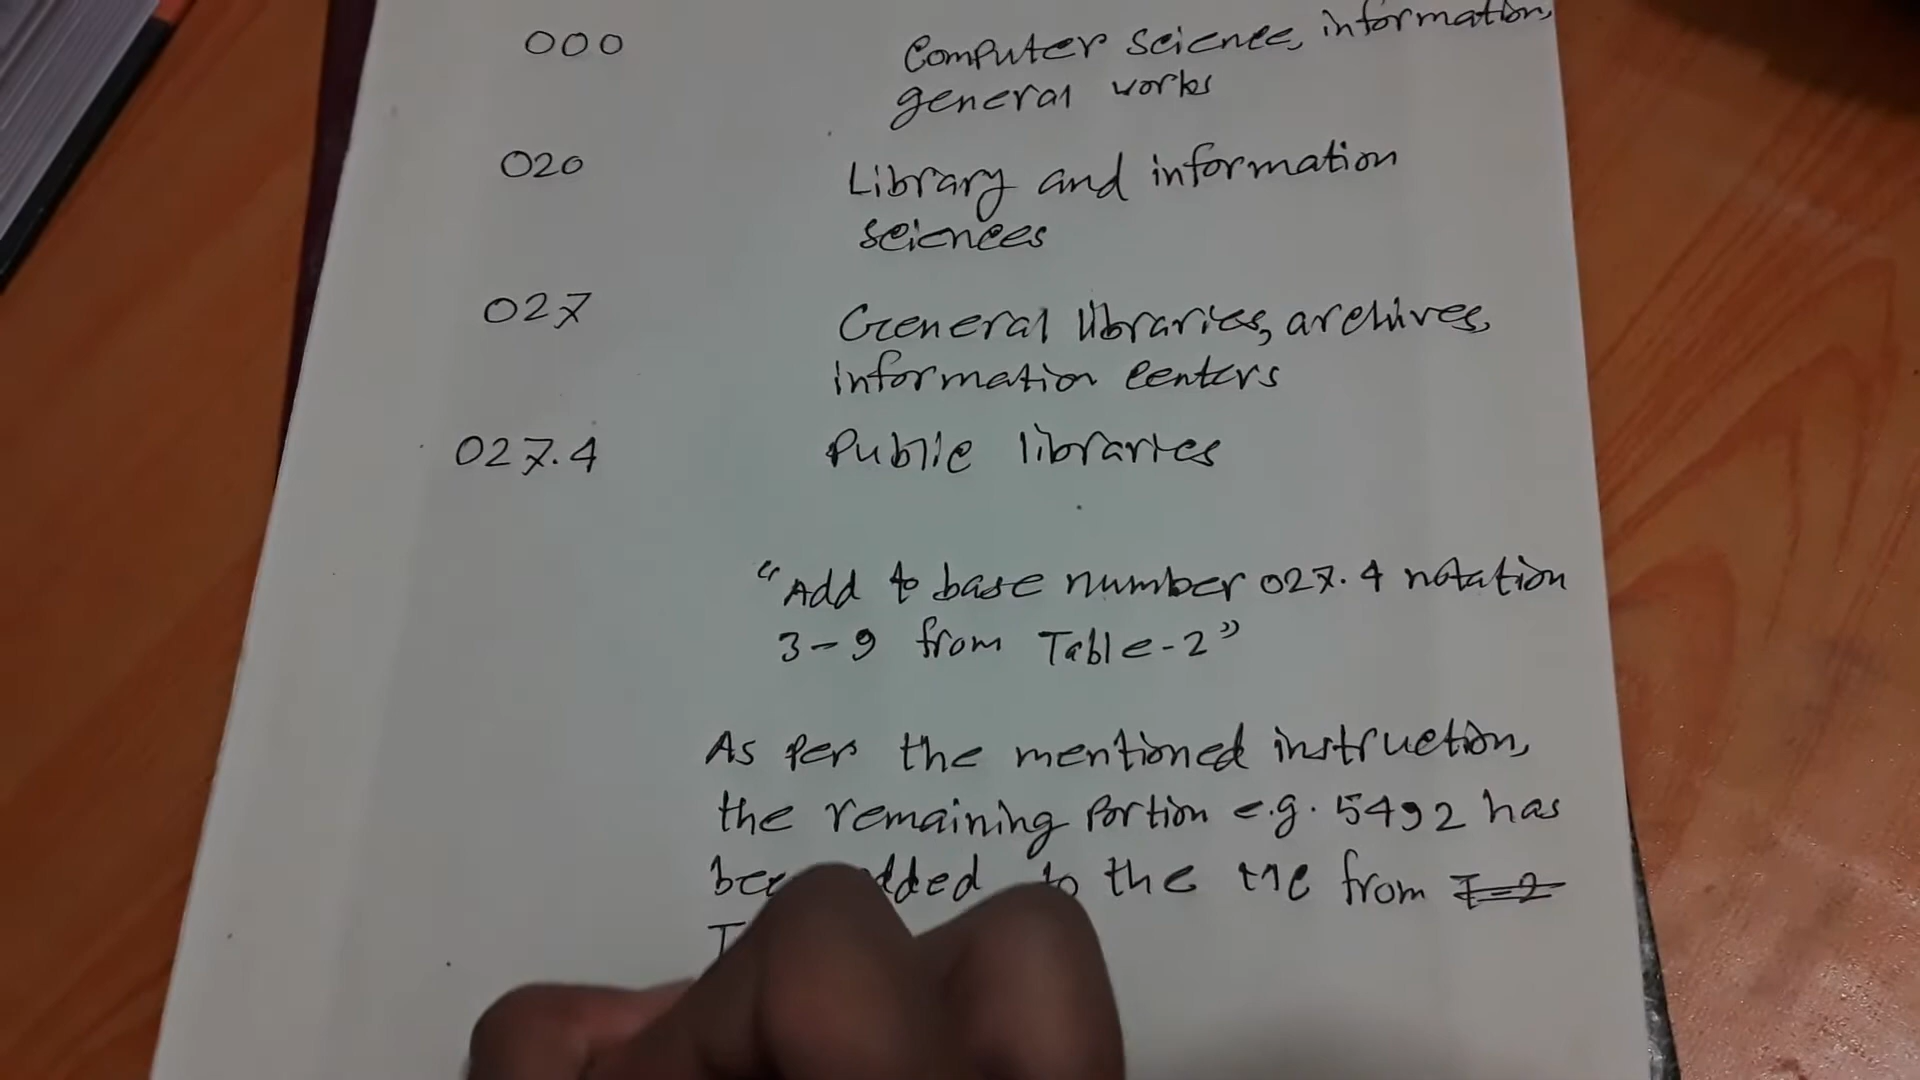 000 Computer science, information,
general works
020 Library and information
sciences
027 General libraries, archives,
information centers
027.4 Public libraries
"Add to base number 027.4 notation
3-9 from Table-2"
As per the mentioned instruction,
the remaining portion e.g. 5492 has
added to the from T-2